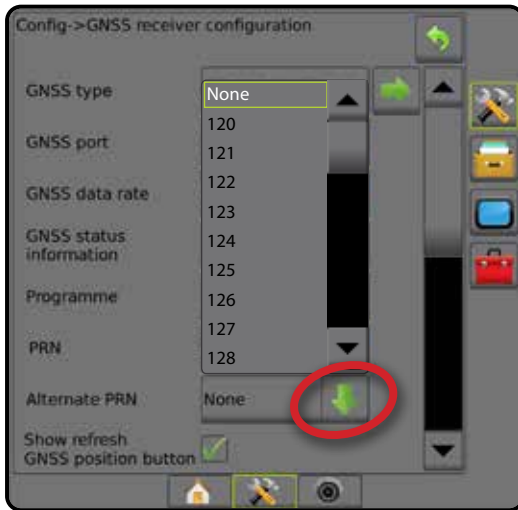 Config->GNSS receiver configuration
GNSS type
None
120
121
GNSS port
122
GNSS data rate
123
124
GNSS status
information
125
Programme
126
127
PRN
128
Alternate PRN
None
Show refresh
GNSS position button